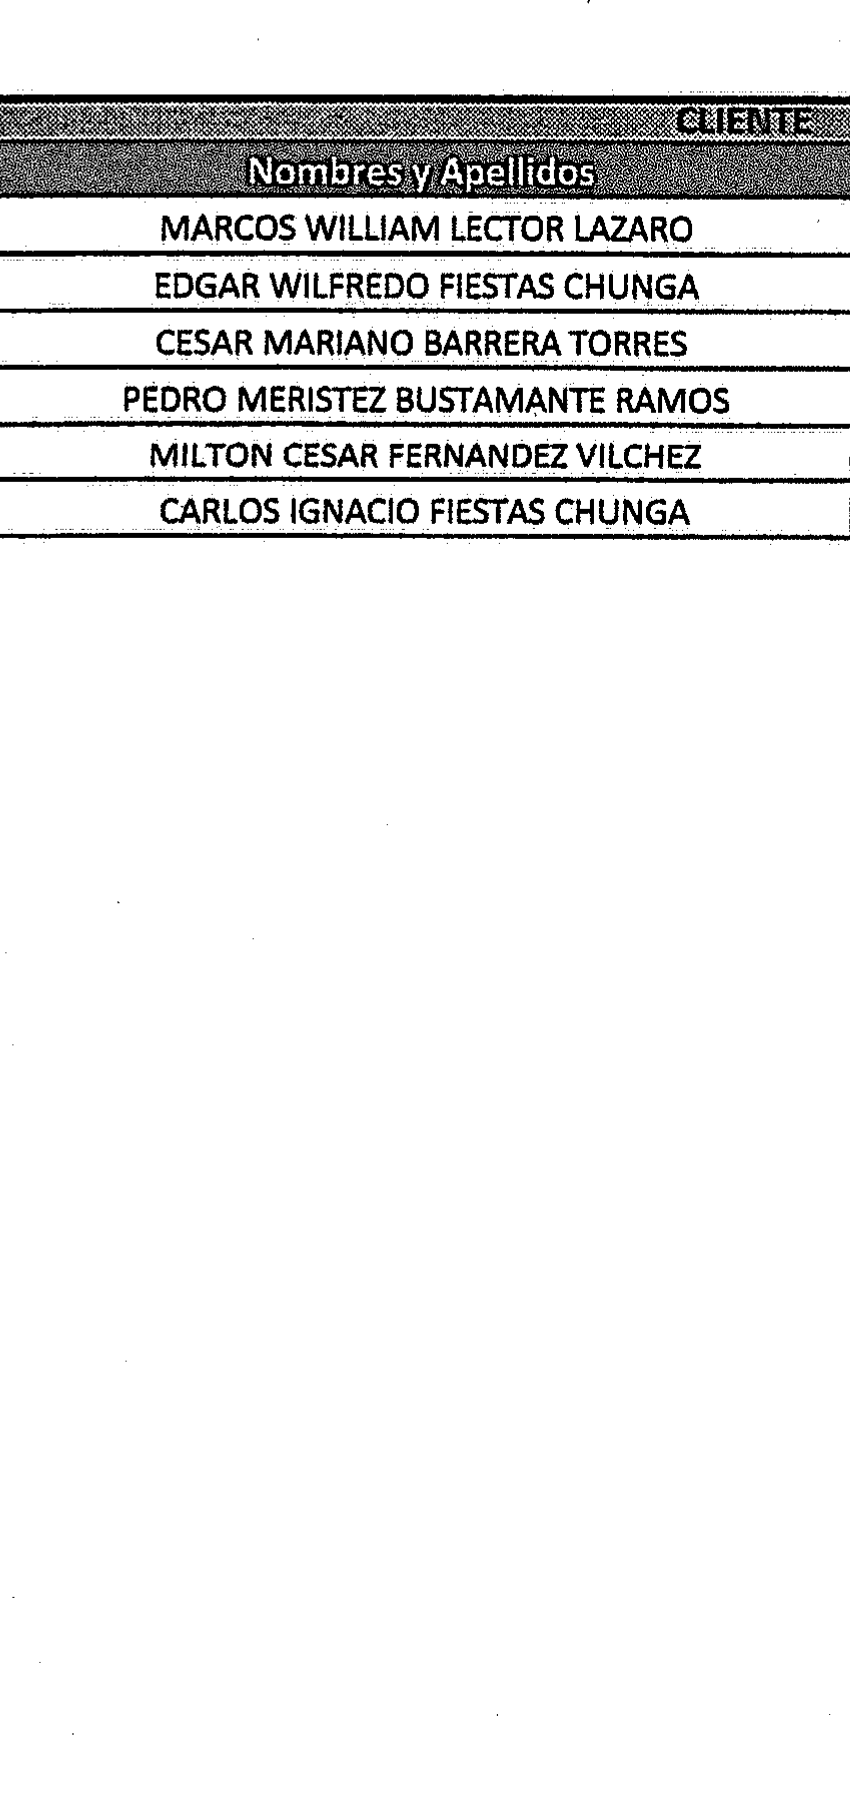 CLIENTE
Nombres y Apellidos
MARCOS WILLIAM LECTOR LAZARO
EDGAR WILFREDO FIESTAS CHUNGA
CESAR MARIANO BARRERA TORRES
PEDRO MERISTEZ BUSTAMANTE RAMOS
MILTON CESAR FERNANDEZ VILCHEZ
CARLOS IGNACIO FIESTAS CHUNGA